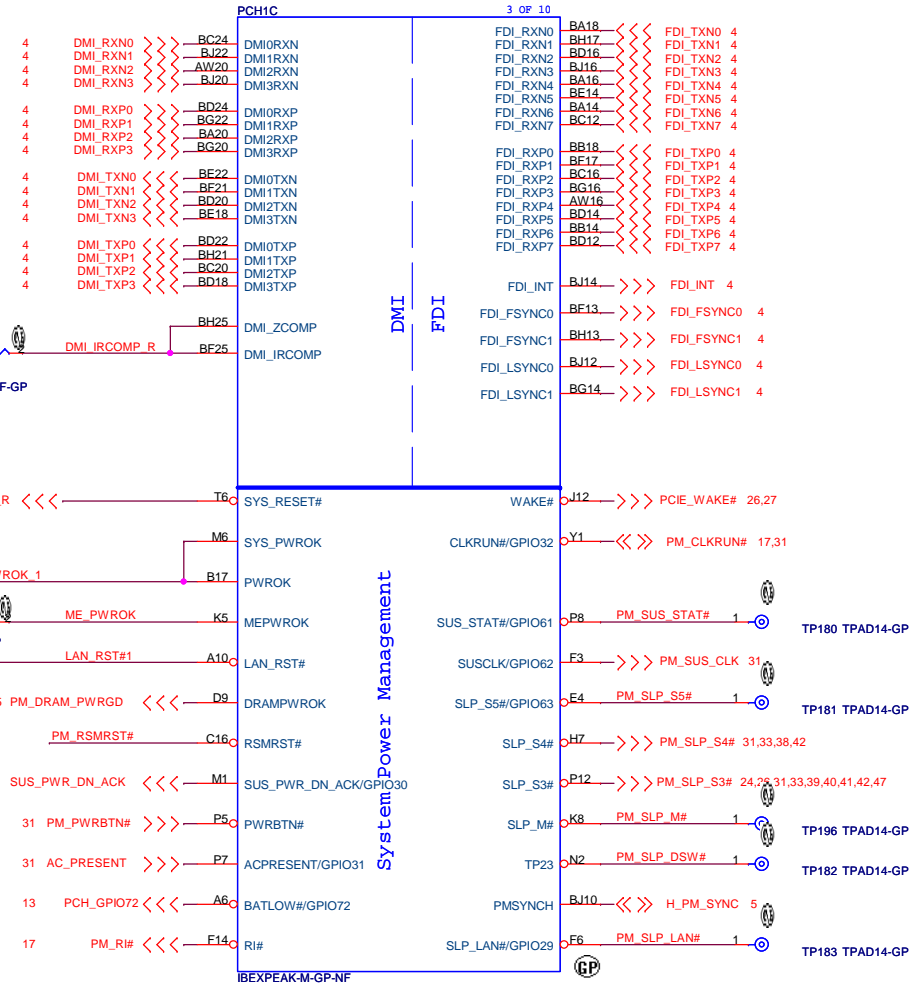 PCH1C 3 OF 10
4 DMI_RXN0 BC24 DMI0RXN
4 DMI_RXN1 BJ22 DMI1RXN
4 DMI_RXN2 AW20 DMI2RXN
4 DMI_RXN3 BJ20 DMI3RXN
4 DMI_RXP0 BD24 DMI0RXP
4 DMI_RXP1 BG22 DMI1RXP
4 DMI_RXP2 BA20 DMI2RXP
4 DMI_RXP3 BG20 DMI3RXP
4 DMI_TXN0 BE22 DMI0TXN
4 DMI_TXN1 BF21 DMI1TXN
4 DMI_TXN2 BD20 DMI2TXN
4 DMI_TXN3 BE18 DMI3TXN
4 DMI_TXP0 BD22 DMI0TXP
4 DMI_TXP1 BH21 DMI1TXP
4 DMI_TXP2 BC20 DMI2TXP
4 DMI_TXP3 BD18 DMI3TXP
BH25 DMI_ZCOMP
DMI_IRCOMP_R BF25 DMI_IRCOMP
F-GP
DMI
FDI
FDI_RXN0 BA18 FDI_TXN0 4
FDI_RXN1 BH17 FDI_TXN1 4
FDI_RXN2 BD16 FDI_TXN2 4
FDI_RXN3 BJ16 FDI_TXN3 4
FDI_RXN4 BA16 FDI_TXN4 4
FDI_RXN5 BE14 FDI_TXN5 4
FDI_RXN6 BA14 FDI_TXN6 4
FDI_RXN7 BC12 FDI_TXN7 4
FDI_RXP0 BB18 FDI_TXP0 4
FDI_RXP1 BF17 FDI_TXP1 4
FDI_RXP2 BC16 FDI_TXP2 4
FDI_RXP3 BG16 FDI_TXP3 4
FDI_RXP4 AW16 FDI_TXP4 4
FDI_RXP5 BD14 FDI_TXP5 4
FDI_RXP6 BB14 FDI_TXP6 4
FDI_RXP7 BD12 FDI_TXP7 4
FDI_INT BJ14 FDI_INT 4
FDI_FSYNC0 BF13 FDI_FSYNC0 4
FDI_FSYNC1 BH13 FDI_FSYNC1 4
FDI_LSYNC0 BJ12 FDI_LSYNC0 4
FDI_LSYNC1 BG14 FDI_LSYNC1 4
R T6 SYS_RESET#
M6 SYS_PWROK
ROK_1 B17 PWROK
ME_PWROK K5 MEPWROK
LAN_RST#1 A10 LAN_RST#
PM_DRAM_PWRGD D9 DRAMPWROK
PM_RSMRST# C16 RSMRST#
SUS_PWR_DN_ACK M1 SUS_PWR_DN_ACK/GPIO30
31 PM_PWRBTN# P5 PWRBTN#
31 AC_PRESENT P7 ACPRESENT/GPIO31
13 PCH_GPIO72 A6 BATLOW#/GPIO72
17 PM_RI# F14 RI#
System Power Management
WAKE# J12 PCIE_WAKE# 26,27
CLKRUN#/GPIO32 Y1 PM_CLKRUN# 17,31
SUS_STAT#/GPIO61 P8 PM_SUS_STAT# 1 TP180 TPAD14-GP
SUSCLK/GPIO62 F3 PM_SUS_CLK 31
SLP_S5#/GPIO63 E4 PM_SLP_S5# 1 TP181 TPAD14-GP
SLP_S4# H7 PM_SLP_S4# 31,33,38,42
SLP_S3# P12 PM_SLP_S3# 31,33,39,40,41,42,47
SLP_M# K8 PM_SLP_M# 1 TP196 TPAD14-GP
TP23 N2 PM_SLP_DSW# 1 TP182 TPAD14-GP
PMSYNCH BJ10 H_PM_SYNC 5
SLP_LAN#/GPIO29 F6 PM_SLP_LAN# 1 TP183 TPAD14-GP
GP
IBEXPEAK-M-GP-NF